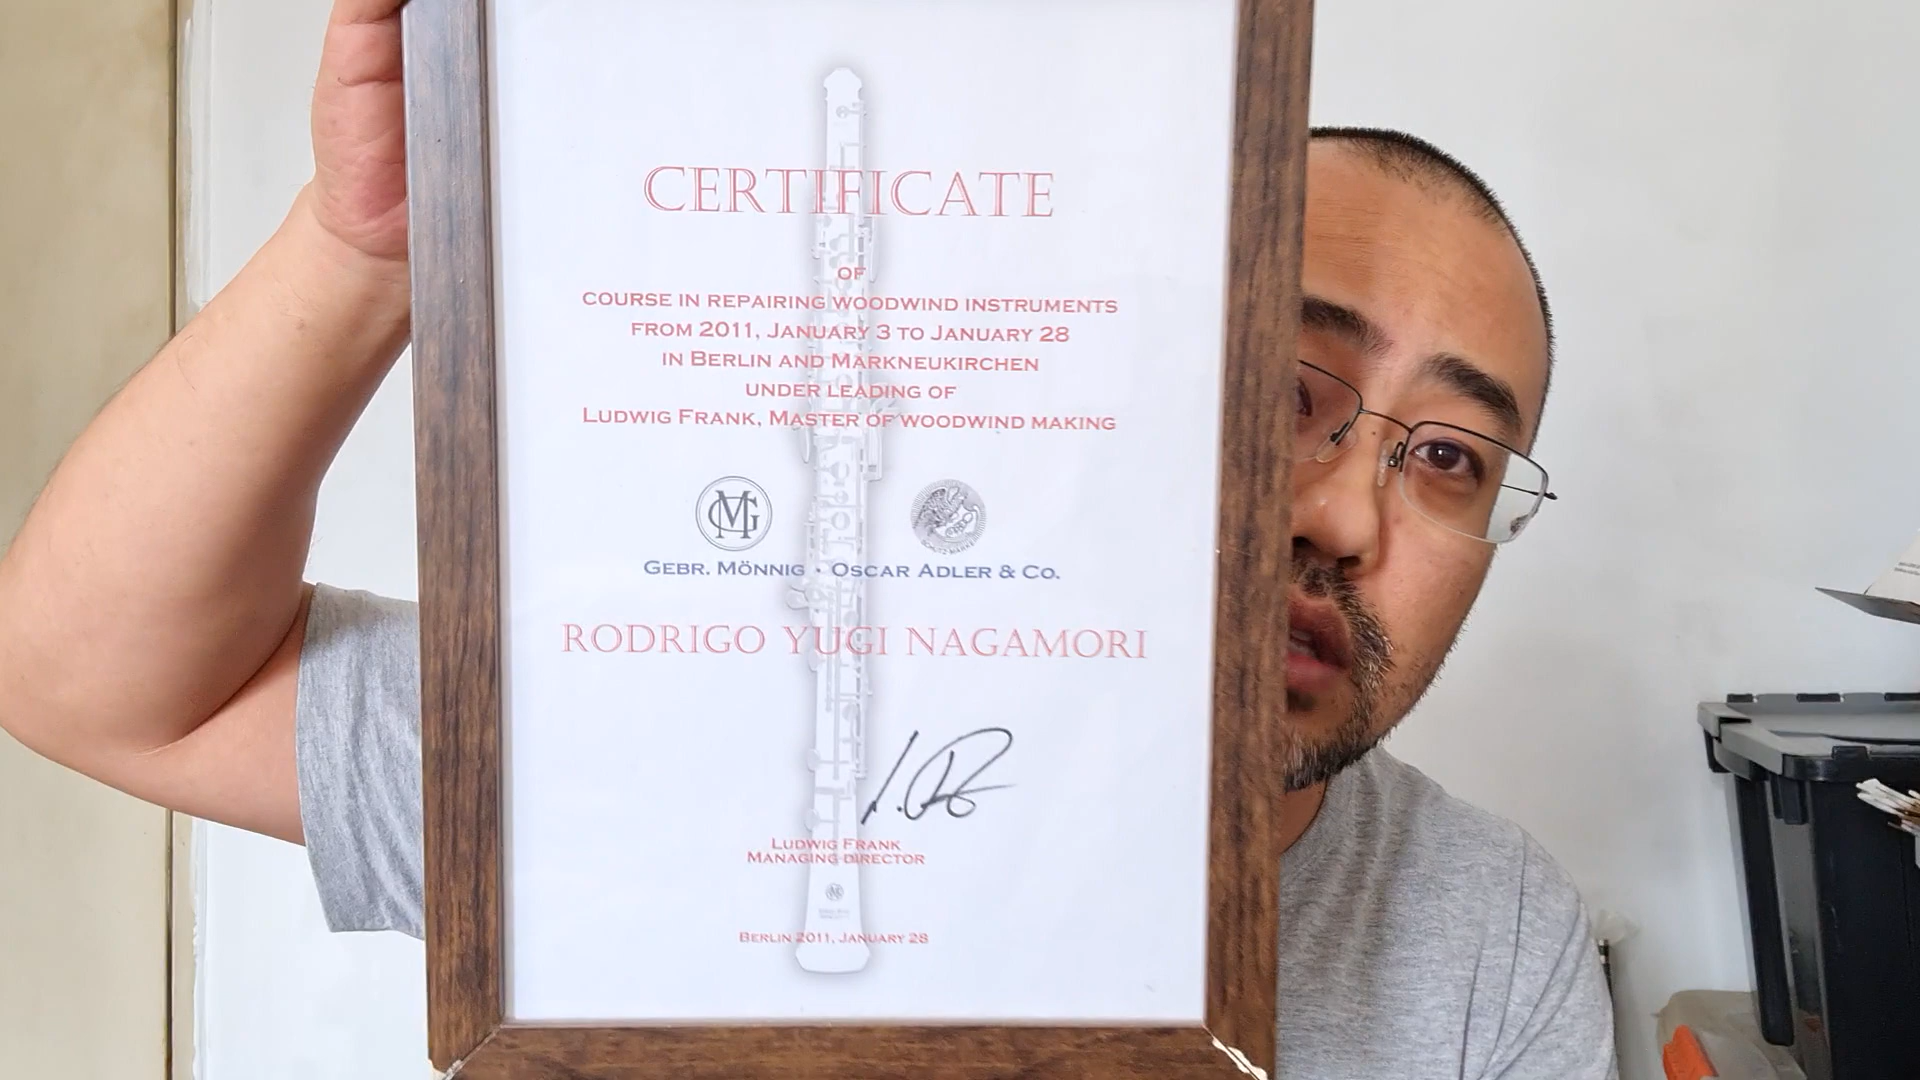 CERTIFICATE
OF
COURSE IN REPAIRING WOODWIND INSTRUMENTS
FROM 2011, JANUARY 3 TO JANUARY 28
IN BERLIN AND MARKNEUKIRCHEN
UNDER LEADING OF
LUDWIG FRANK, MASTER OF WOODWIND MAKING
GEBR. MÖNNIG · OSCAR ADLER & CO.
RODRIGO YUGI NAGAMORI
LUDWIG FRANK
MANAGING DIRECTOR
BERLIN 2011, JANUARY 28